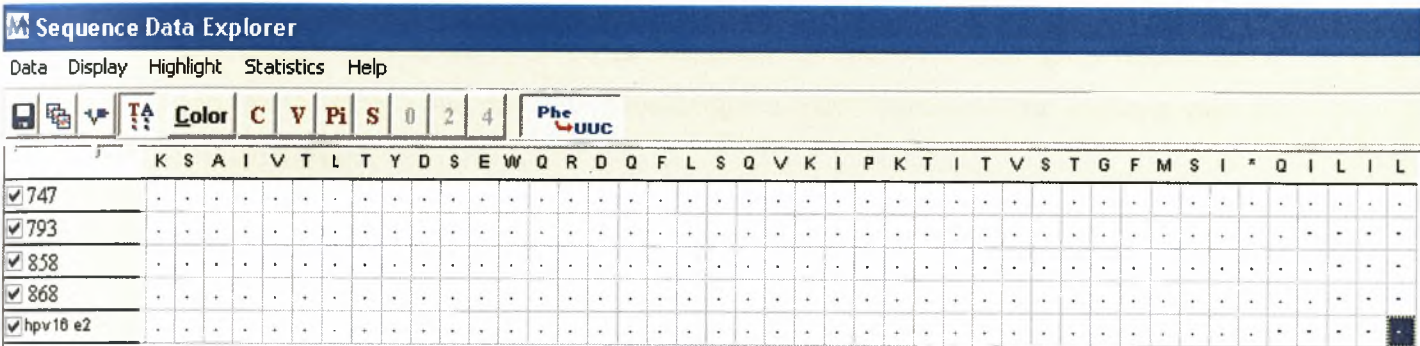 Sequence Data Explorer
Data Display Highlight Statistics Help
TA Color C V Pi S 0 2 4 Phe UUC
K S A I V T L T Y D S E W Q R D Q F L S Q V K I P K T I T V S T G F M S I * Q I L I L
747 . . . . . . . . . . . . . . . . . . . . . . . . . . . . . . . . . . . . . . . . . . .
793 . . . . . . . . . . . . . . . . . . . . . . . . . . . . . . . . . . . . . . . . . . .
858 . . . . . . . . . . . . . . . . . . . . . . . . . . . . . . . . . . . . . . . . . . .
868 . . . . . . . . . . . . . . . . . . . . . . . . . . . . . . . . . . . . . . . . . . .
hpv16 e2 . . . . . . . . . . . . . . . . . . . . . . . . . . . . . . . . . . . . . . . . . . .